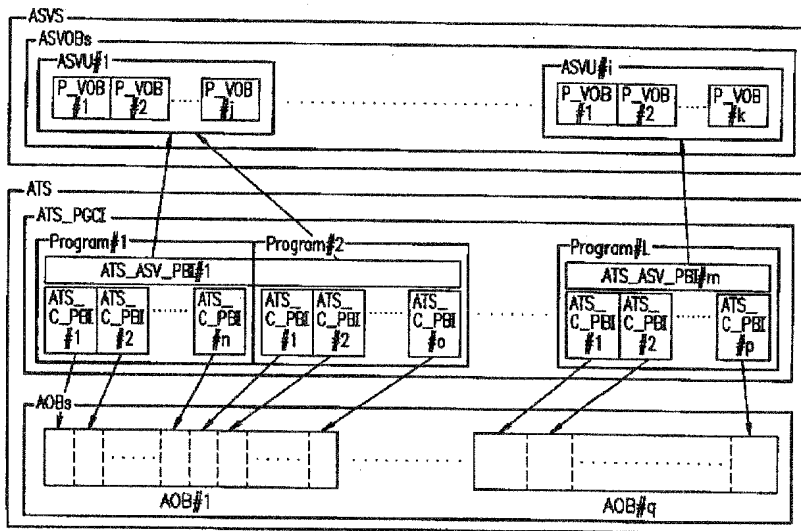 ASVS
ASVOBs
ASVU#1
P_VOB #1
P_VOB #2
P_VOB #j
ASVU#i
P_VOB #1
P_VOB #2
P_VOB #k
ATS
ATS_PGCI
Program#1
Program#2
Program#L
ATS_ASV_PBI#1
ATS_ASV_PBI#m
ATS_ C_PBI #1
ATS_ C_PBI #2
ATS_ C_PBI #n
ATS_ C_PBI #1
ATS_ C_PBI #2
ATS_ C_PBI #o
ATS_ C_PBI #1
ATS_ C_PBI #2
ATS_ C_PBI #p
AOBs
AOB#1
AOB#q